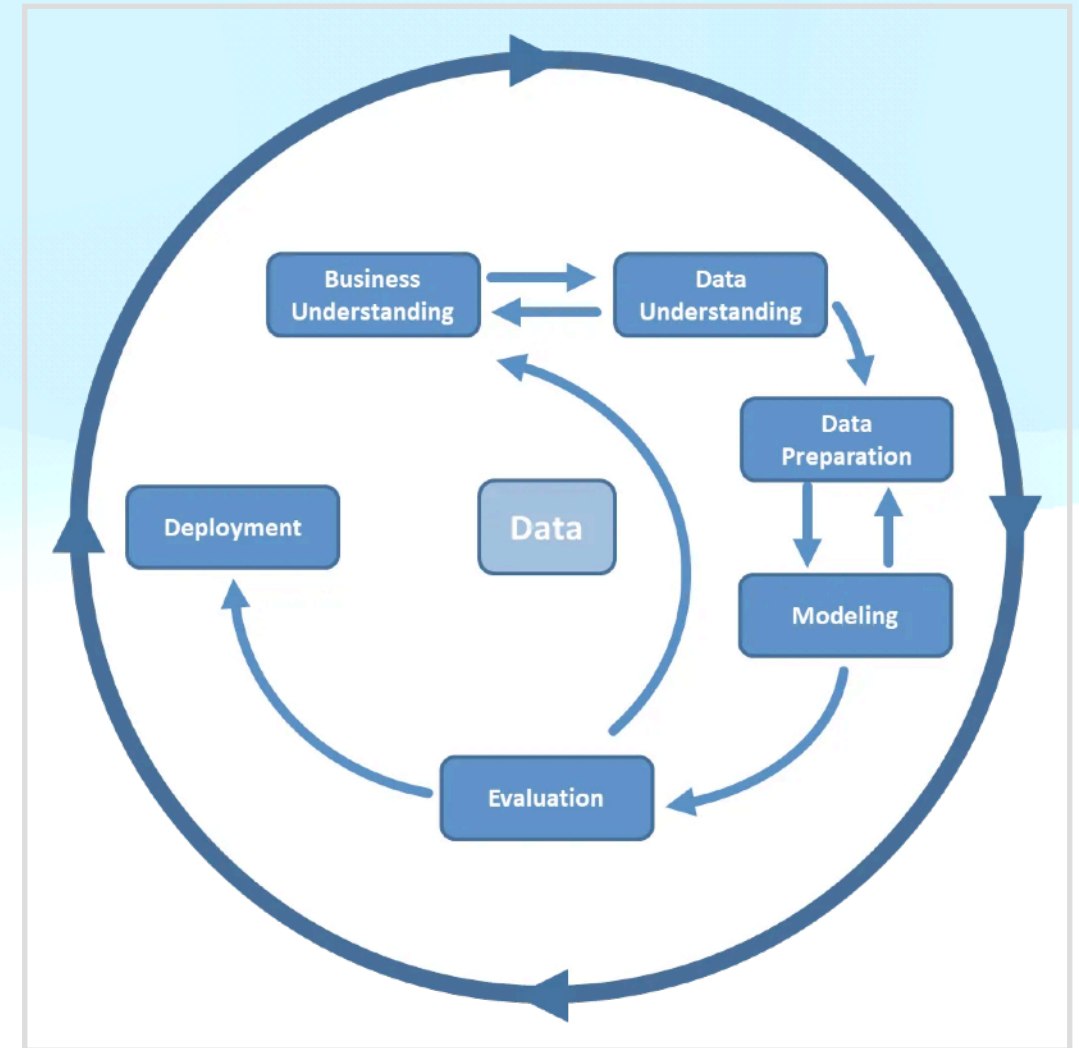 Business
Understanding
Data
Understanding
Data
Preparation
Deployment
Data
Modeling
Evaluation